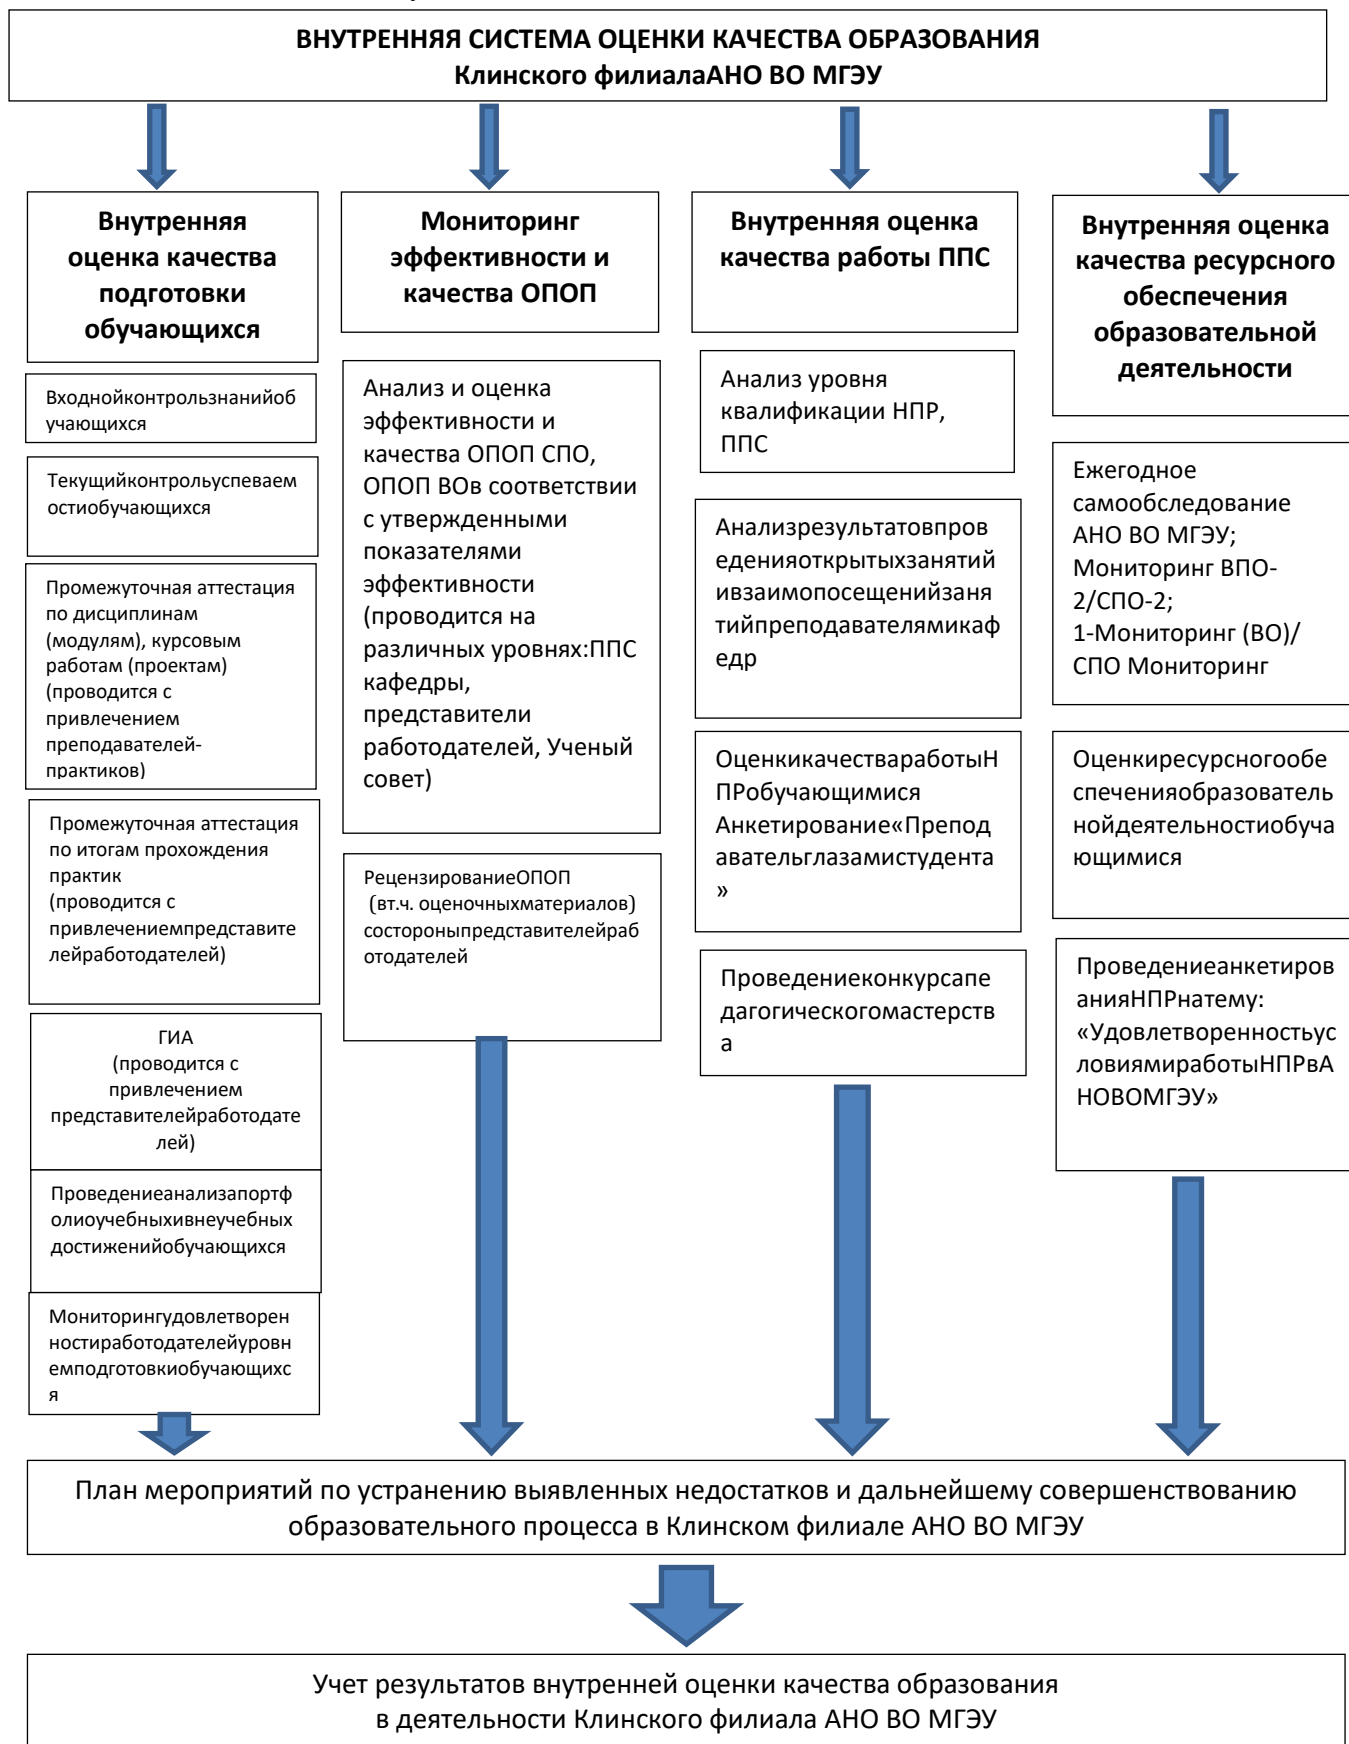 ВНУТРЕННЯЯ СИСТЕМА ОЦЕНКИ КАЧЕСТВА ОБРАЗОВАНИЯ
Клинского филиалаАНО ВО МГЭУ
Внутренняя
оценка качества
подготовки
обучающихся
Входнойконтрользнанийоб
учающихся
Текущийконтрольуспеваем
остиобучающихся
Промежуточная аттестация
по дисциплинам
(модулям), курсовым
работам (проектам)
(проводится с
привлечением
преподавателей-
практиков)
Промежуточная аттестация
по итогам прохождения
практик
(проводится с
привлечениемпредставите
лейработодателей)
ГИА
(проводится с
привлечением
представителейработодате
лей)
Проведениеанализапортф
олиоучебныхивнеучебных
достиженийобучающихся
Мониторингудовлетворен
ностиработодателейуровн
емподготовкиобучающихс
я
Мониторинг
эффективности и
качества ОПОП
Анализ и оценка
эффективности и
качества ОПОП СПО,
ОПОП ВОв соответствии
с утвержденными
показателями
эффективности
(проводится на
различных уровнях:ППС
кафедры,
представители
работодателей, Ученый
совет)
РецензированиеОПОП
(вт.ч. оценочныхматериалов)
состороныпредставителейраб
отодателей
Внутренняя оценка
качества работы ППС
Анализ уровня
квалификации НПР,
ППС
Анализрезультатовпров
еденияоткрытыхзанятий
ивзаимопосещенийзаня
тийпреподавателямикаф
едр
ОценкикачестваработыН
ПРобучающимися
Анкетирование«Препод
авательглазамистудента
»
Проведениеконкурсапе
дагогическогомастерств
а
Внутренняя оценка
качества ресурсного
обеспечения
образовательной
деятельности
Ежегодное
самообследование
АНО ВО МГЭУ;
Мониторинг ВПО-
2/СПО-2;
1-Мониторинг (ВО)/
СПО Мониторинг
Оценкиресурсногообе
спеченияобразователь
нойдеятельностиобуча
ющимися
Проведениеанкетиров
анияНПРнатему:
«Удовлетворенностьус
ловиямиработыНПРвА
НОВОМГЭУ»
План мероприятий по устранению выявленных недостатков и дальнейшему совершенствованию
образовательного процесса в Клинском филиале АНО ВО МГЭУ
Учет результатов внутренней оценки качества образования
в деятельности Клинского филиала АНО ВО МГЭУ